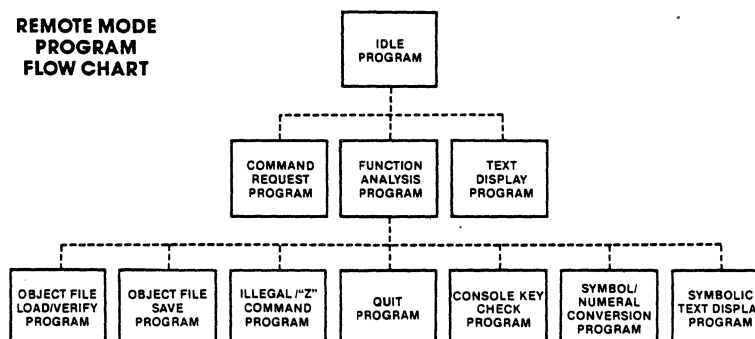 REMOTE MODE
PROGRAM
FLOW CHART
IDLE
PROGRAM
COMMAND
REQUEST
PROGRAM
FUNCTION
ANALYSIS
PROGRAM
TEXT
DISPLAY
PROGRAM
OBJECT FILE
LOAD/VERIFY
PROGRAM
OBJECT FILE
SAVE
PROGRAM
ILLEGAL/"Z"
COMMAND
PROGRAM
QUIT
PROGRAM
CONSOLE KEY
CHECK
PROGRAM
SYMBOL/
NUMERAL
CONVERSION
PROGRAM
SYMBOLIC
TEXT DISPLAY
PROGRAM